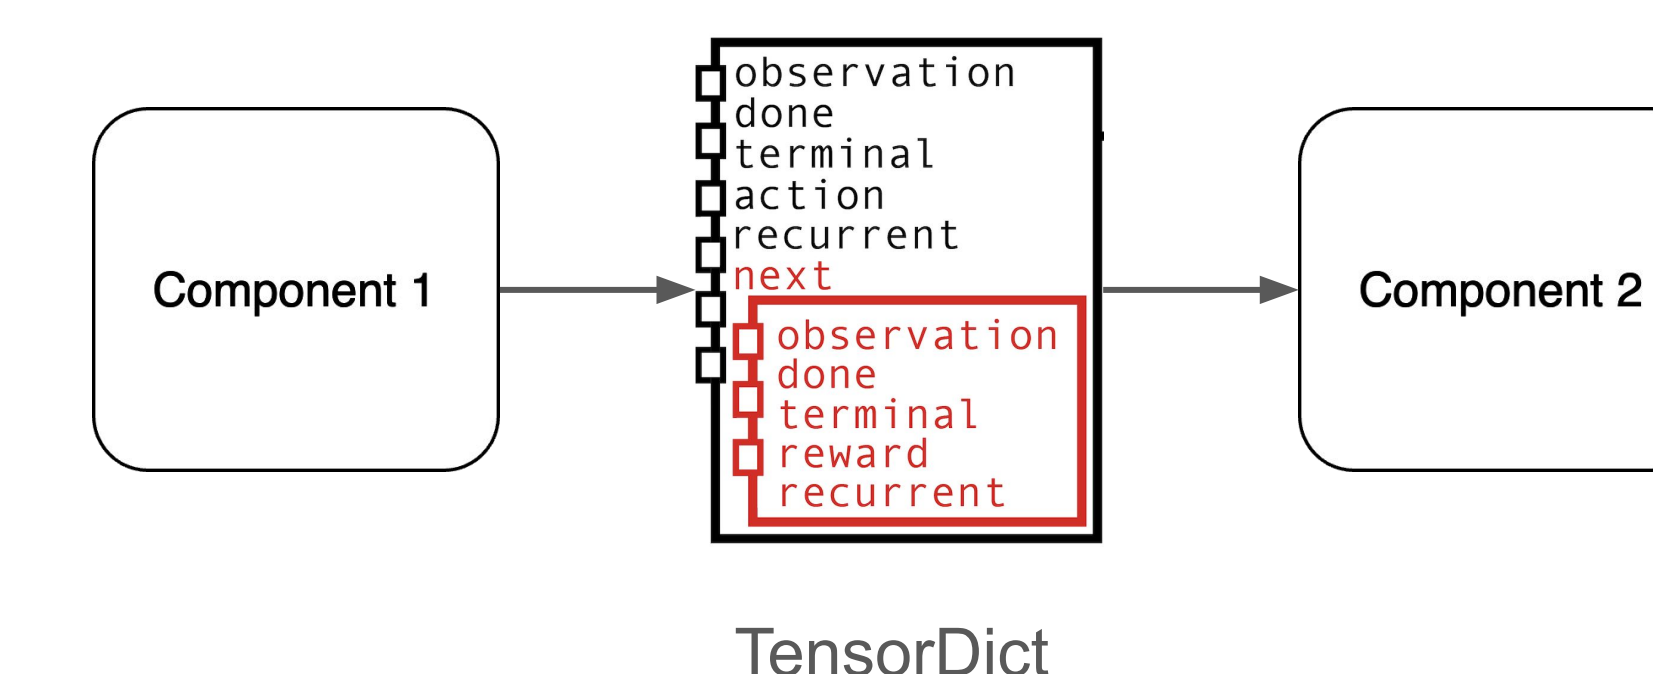 Component 1
observation
done
terminal
action
recurrent
next
observation
done
terminal
reward
recurrent
Component 2
TensorDict